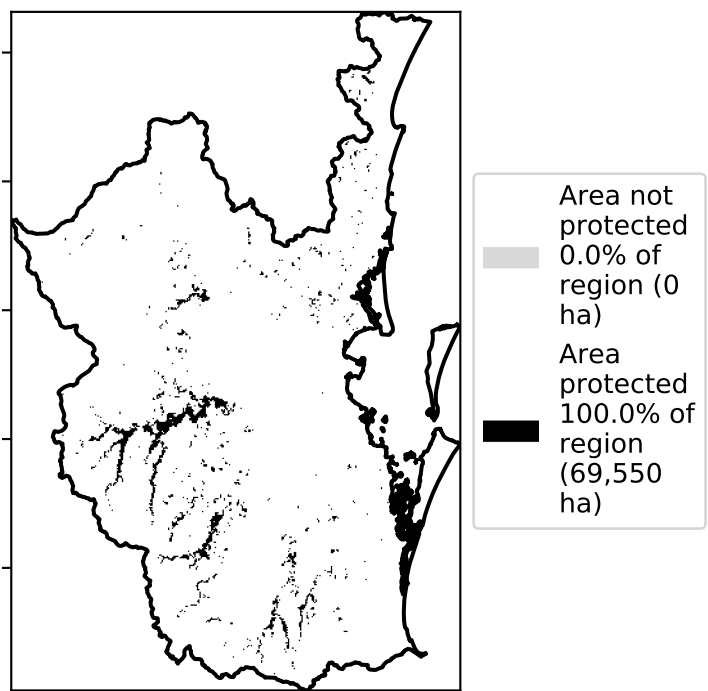 Area not
protected
0.0% of
region (0
ha)
Area
protected
100.0% of
region
(69,550
ha)